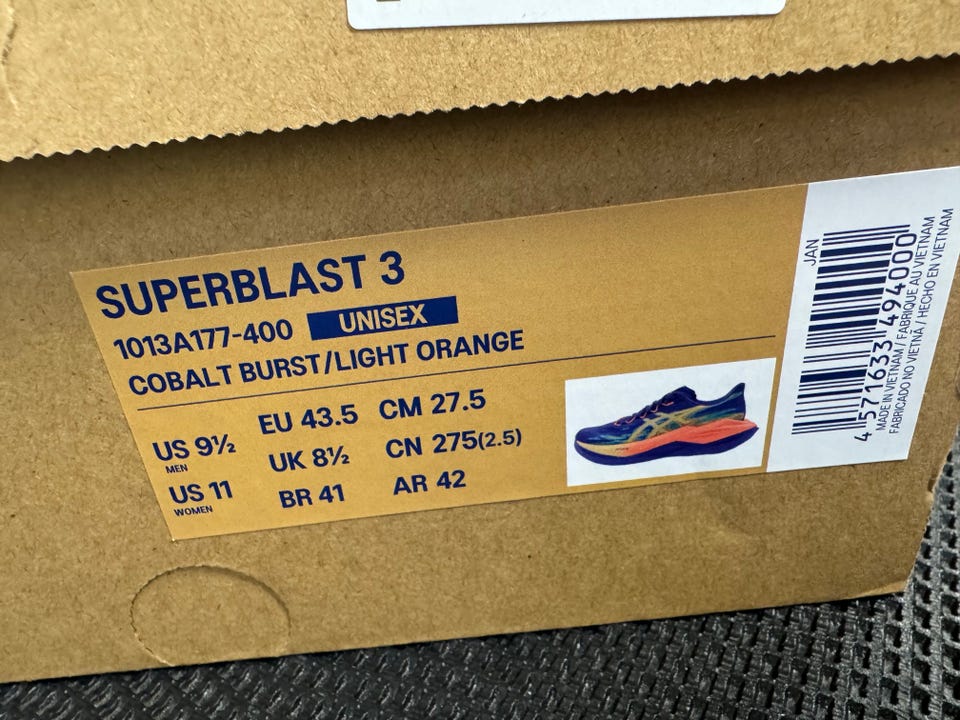 SUPERBLAST 3
1013A177-400 UNISEX
COBALT BURST/LIGHT ORANGE
US 9½ EU 43.5 CM 27.5
MEN
UK 8½ CN 275(2.5)
US 11 BR 41 AR 42
WOMEN
JAN
4 571633 494000
MADE IN VIETNAM / FABRIQUÉ AU VIETNAM
FABRICADO NO VIETNÃ / HECHO EN VIETNAM